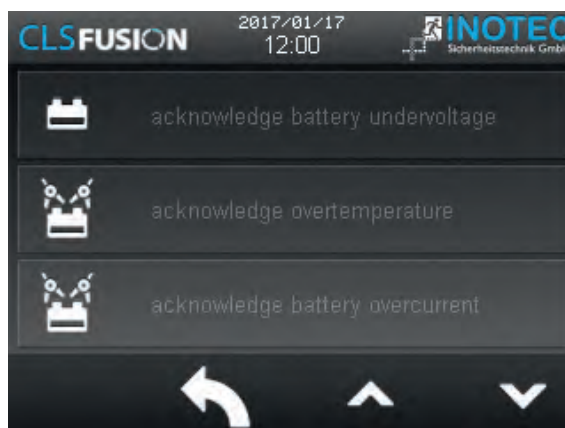 CLSFUSION
2017/01/17
12:00
INOTEC
Sicherheitstechnik GmbH
acknowledge battery undervoltage
acknowledge overtemperature
acknowledge battery overcurrent